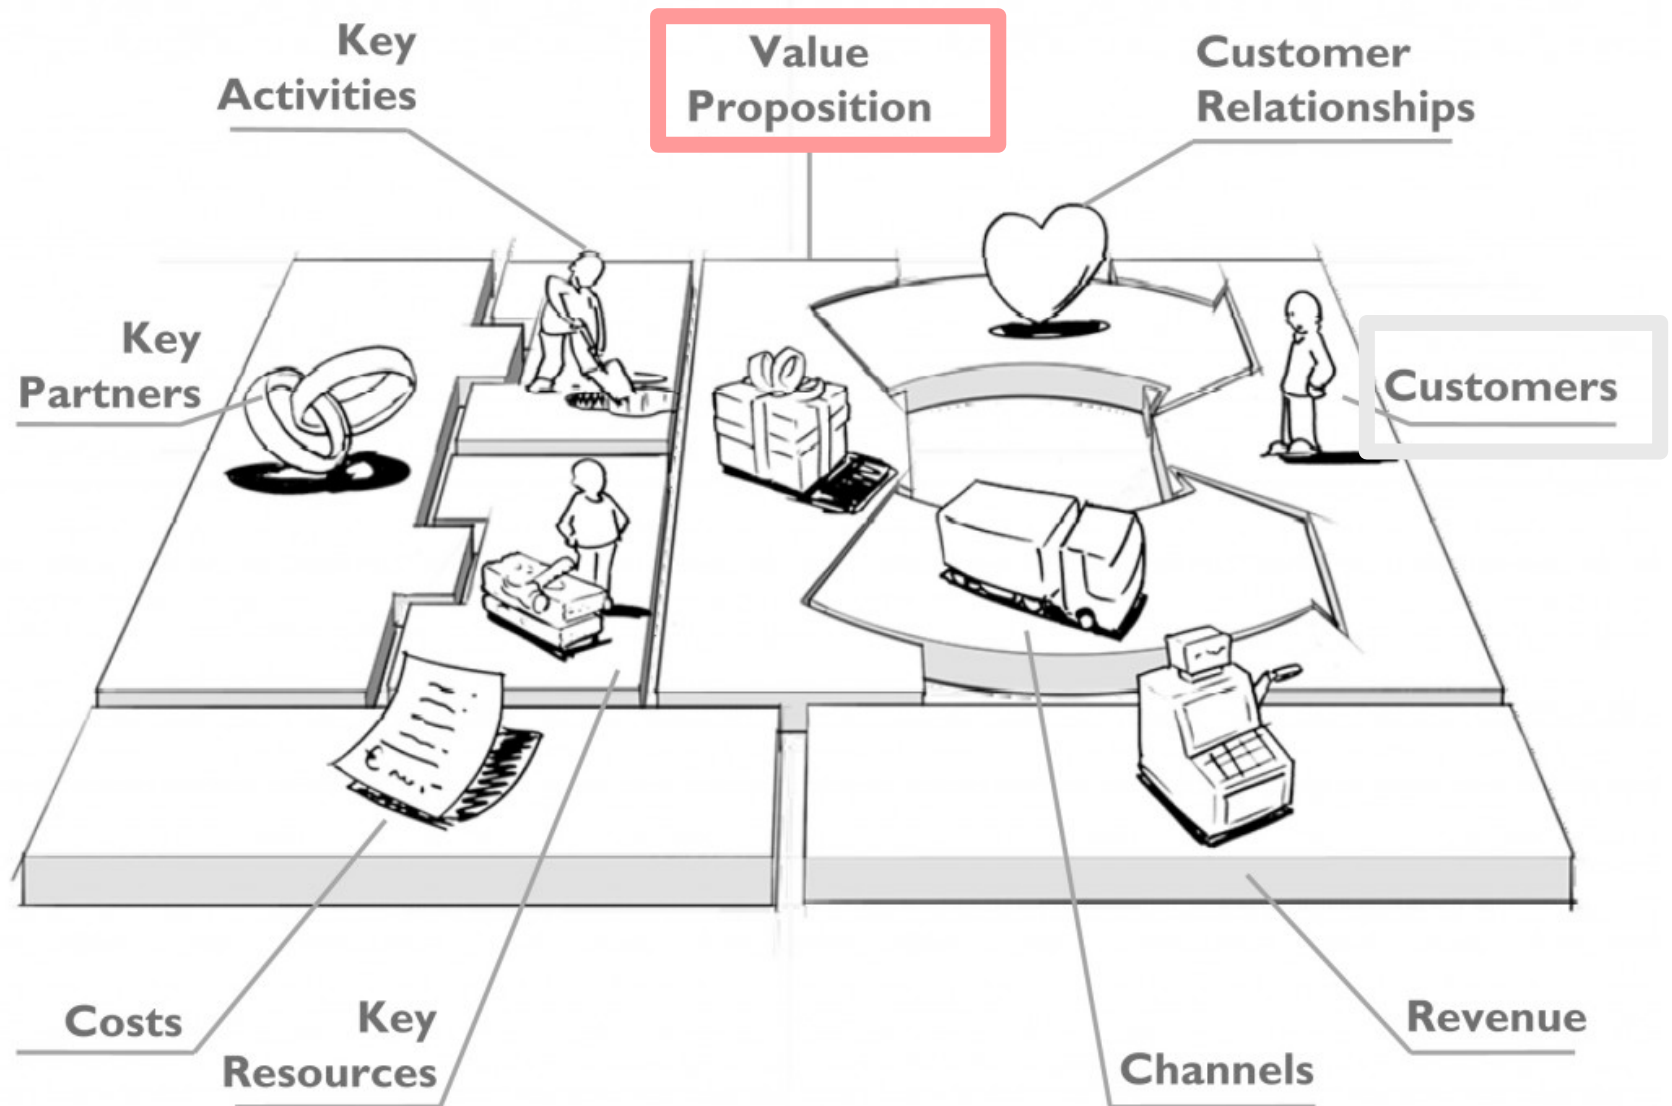 Key
Activities
Value
Proposition
Customer
Relationships
Key
Partners
Customers
Costs
Key
Resources
Channels
Revenue